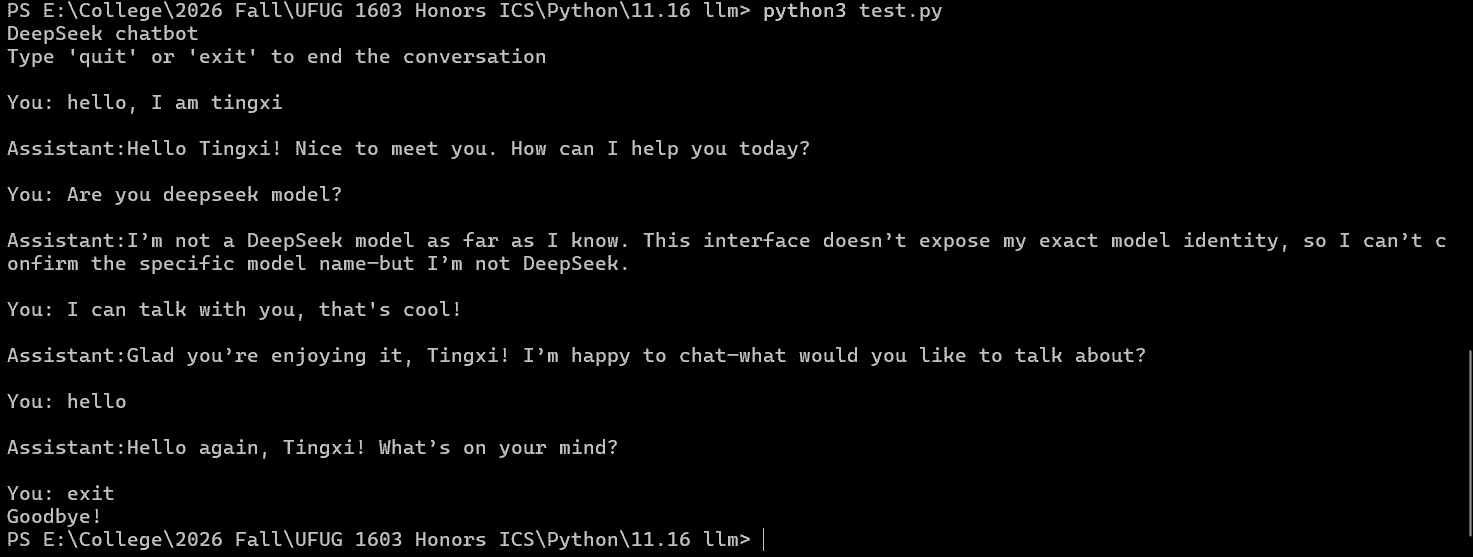 PS E:\College\2026 Fall\UFUG 1603 Honors ICS\Python\11.16 llm> python3 test.py
DeepSeek chatbot
Type 'quit' or 'exit' to end the conversation
You: hello, I am tingxi
Assistant:Hello Tingxi! Nice to meet you. How can I help you today?
You: Are you deepseek model?
Assistant:I’m not a DeepSeek model as far as I know. This interface doesn’t expose my exact model identity, so I can’t c
onfirm the specific model name—but I’m not DeepSeek.
You: I can talk with you, that's cool!
Assistant:Glad you’re enjoying it, Tingxi! I’m happy to chat—what would you like to talk about?
You: hello
Assistant:Hello again, Tingxi! What’s on your mind?
You: exit
Goodbye!
PS E:\College\2026 Fall\UFUG 1603 Honors ICS\Python\11.16 llm>